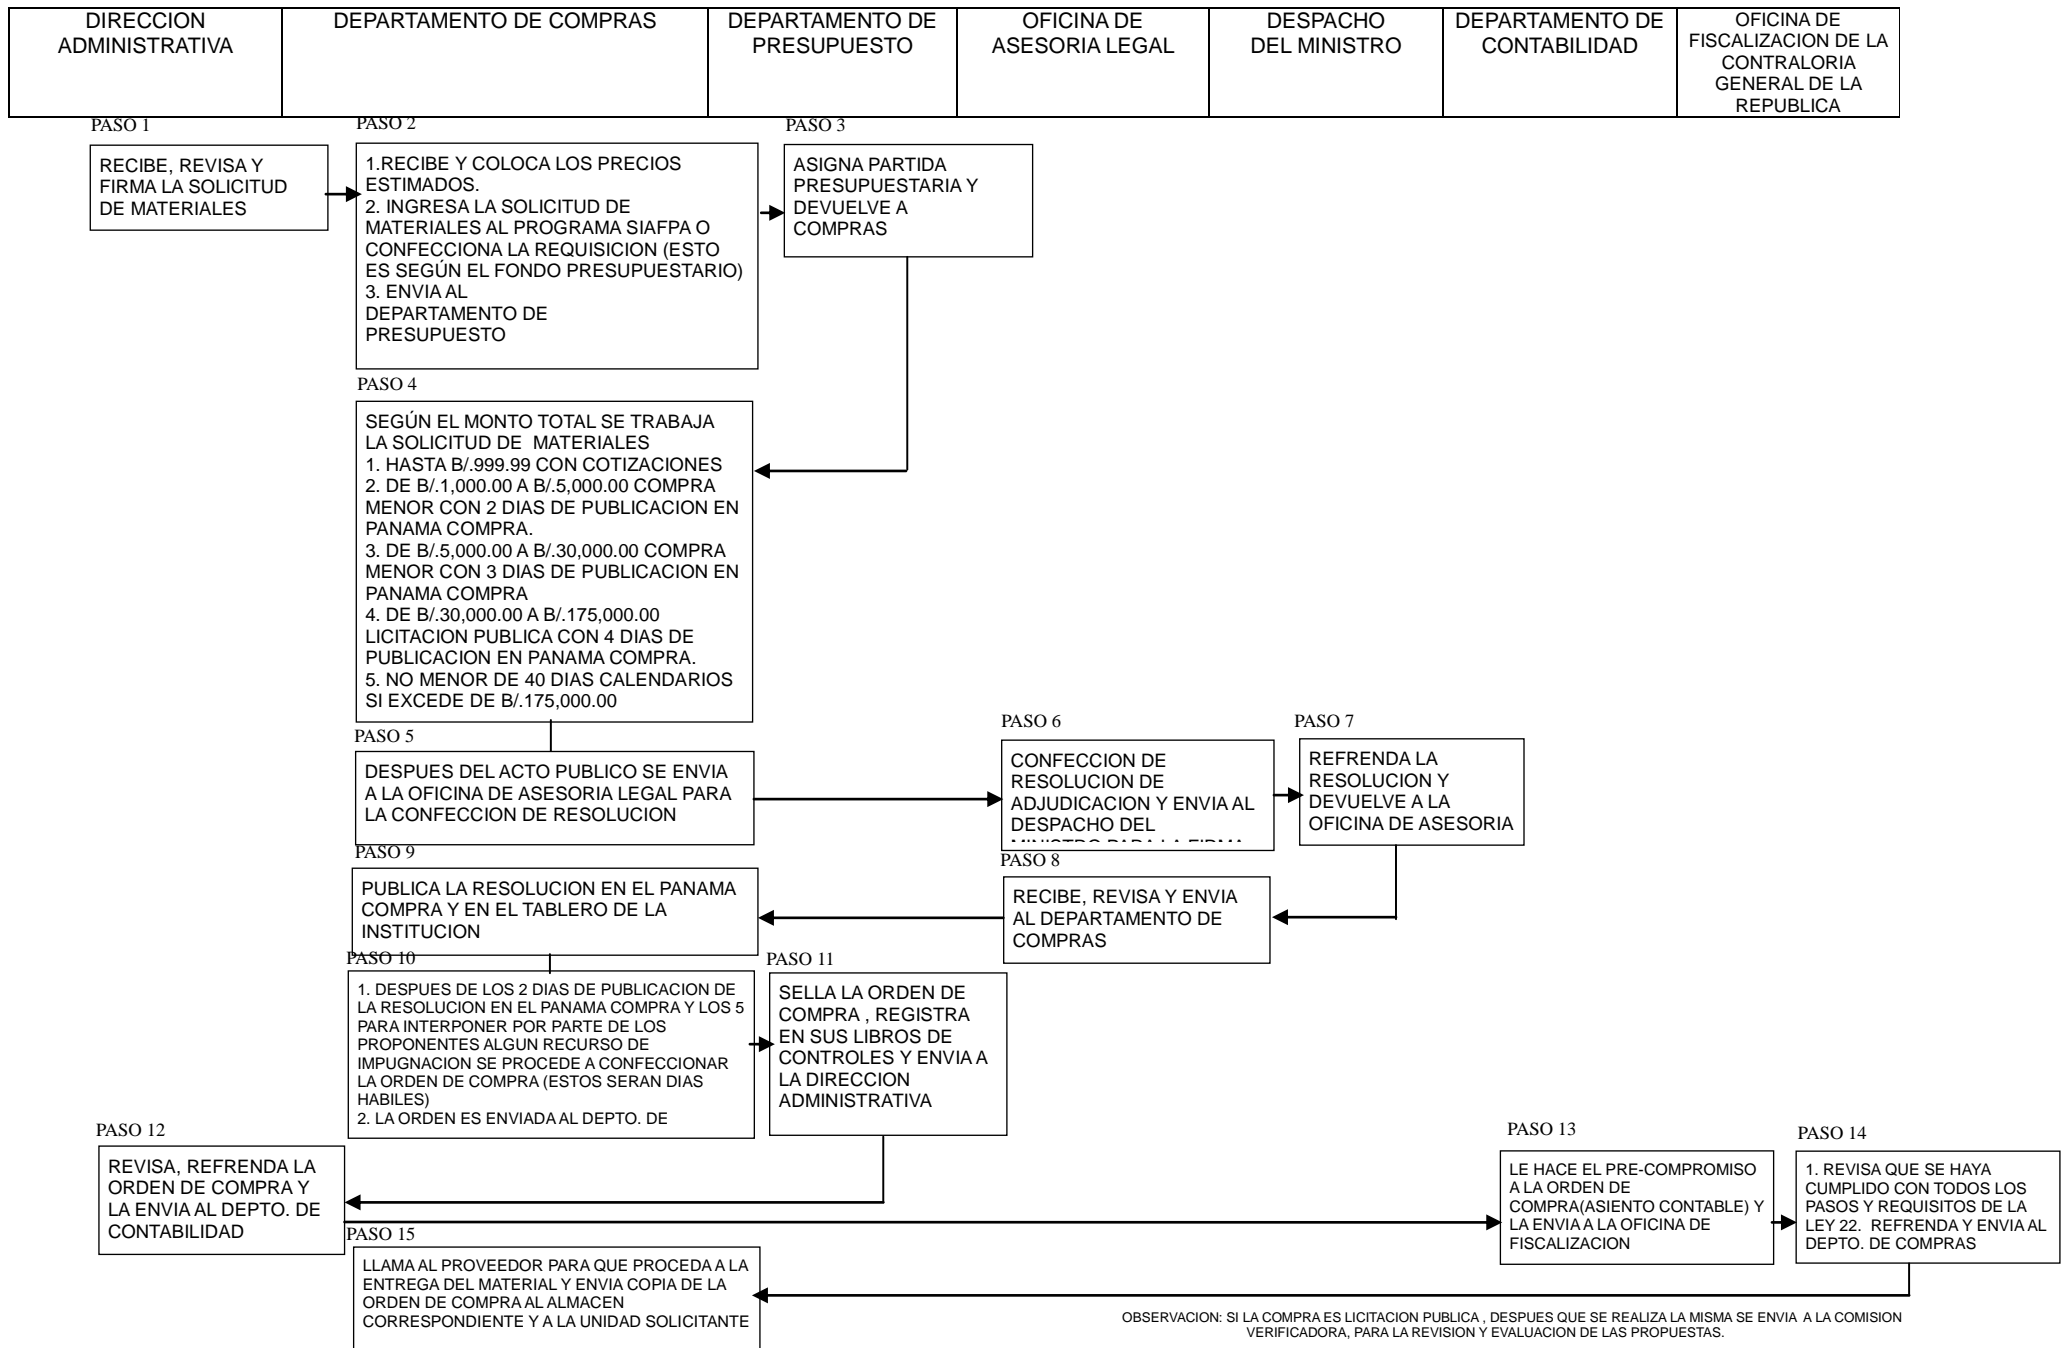 DIRECCION
ADMINISTRATIVA
DEPARTAMENTO DE COMPRAS
DEPARTAMENTO DE
PRESUPUESTO
OFICINA DE
ASESORIA LEGAL
DESPACHO
DEL MINISTRO
DEPARTAMENTO DE
CONTABILIDAD
OFICINA DE
FISCALIZACION DE LA
CONTRALORIA
GENERAL DE LA
REPUBLICA
PASO 1
RECIBE, REVISA Y
FIRMA LA SOLICITUD
DE MATERIALES
PASO 2
1.RECIBE Y COLOCA LOS PRECIOS
ESTIMADOS.
2. INGRESA LA SOLICITUD DE
MATERIALES AL PROGRAMA SIAFPA O
CONFECCIONA LA REQUISICION (ESTO
ES SEGÚN EL FONDO PRESUPUESTARIO)
3. ENVIA AL
DEPARTAMENTO DE
PRESUPUESTO
PASO 3
ASIGNA PARTIDA
PRESUPUESTARIA Y
DEVUELVE A
COMPRAS
PASO 4
SEGÚN EL MONTO TOTAL SE TRABAJA
LA SOLICITUD DE MATERIALES
1. HASTA B/.999.99 CON COTIZACIONES
2. DE B/.1,000.00 A B/.5,000.00 COMPRA
MENOR CON 2 DIAS DE PUBLICACION EN
PANAMA COMPRA.
3. DE B/.5,000.00 A B/.30,000.00 COMPRA
MENOR CON 3 DIAS DE PUBLICACION EN
PANAMA COMPRA
4. DE B/.30,000.00 A B/.175,000.00
LICITACION PUBLICA CON 4 DIAS DE
PUBLICACION EN PANAMA COMPRA.
5. NO MENOR DE 40 DIAS CALENDARIOS
SI EXCEDE DE B/.175,000.00
PASO 5
DESPUES DEL ACTO PUBLICO SE ENVIA
A LA OFICINA DE ASESORIA LEGAL PARA
LA CONFECCION DE RESOLUCION
PASO 6
CONFECCION DE
RESOLUCION DE
ADJUDICACION Y ENVIA AL
DESPACHO DEL
MINISTRO PARA LA FIRMA
PASO 7
REFRENDA LA
RESOLUCION Y
DEVUELVE A LA
OFICINA DE ASESORIA
PASO 8
RECIBE, REVISA Y ENVIA
AL DEPARTAMENTO DE
COMPRAS
PASO 9
PUBLICA LA RESOLUCION EN EL PANAMA
COMPRA Y EN EL TABLERO DE LA
INSTITUCION
PASO 10
1. DESPUES DE LOS 2 DIAS DE PUBLICACION DE
LA RESOLUCION EN EL PANAMA COMPRA Y LOS 5
PARA INTERPONER POR PARTE DE LOS
PROPONENTES ALGUN RECURSO DE
IMPUGNACION SE PROCEDE A CONFECCIONAR
LA ORDEN DE COMPRA (ESTOS SERAN DIAS
HABILES)
2. LA ORDEN ES ENVIADA AL DEPTO. DE
PASO 11
SELLA LA ORDEN DE
COMPRA , REGISTRA
EN SUS LIBROS DE
CONTROLES Y ENVIA A
LA DIRECCION
ADMINISTRATIVA
PASO 12
REVISA, REFRENDA LA
ORDEN DE COMPRA Y
LA ENVIA AL DEPTO. DE
CONTABILIDAD
PASO 13
LE HACE EL PRE-COMPROMISO
A LA ORDEN DE
COMPRA(ASIENTO CONTABLE) Y
LA ENVIA A LA OFICINA DE
FISCALIZACION
PASO 14
1. REVISA QUE SE HAYA
CUMPLIDO CON TODOS LOS
PASOS Y REQUISITOS DE LA
LEY 22. REFRENDA Y ENVIA AL
DEPTO. DE COMPRAS
PASO 15
LLAMA AL PROVEEDOR PARA QUE PROCEDA A LA
ENTREGA DEL MATERIAL Y ENVIA COPIA DE LA
ORDEN DE COMPRA AL ALMACEN
CORRESPONDIENTE Y A LA UNIDAD SOLICITANTE
OBSERVACION: SI LA COMPRA ES LICITACION PUBLICA , DESPUES QUE SE REALIZA LA MISMA SE ENVIA A LA COMISION
VERIFICADORA, PARA LA REVISION Y EVALUACION DE LAS PROPUESTAS.